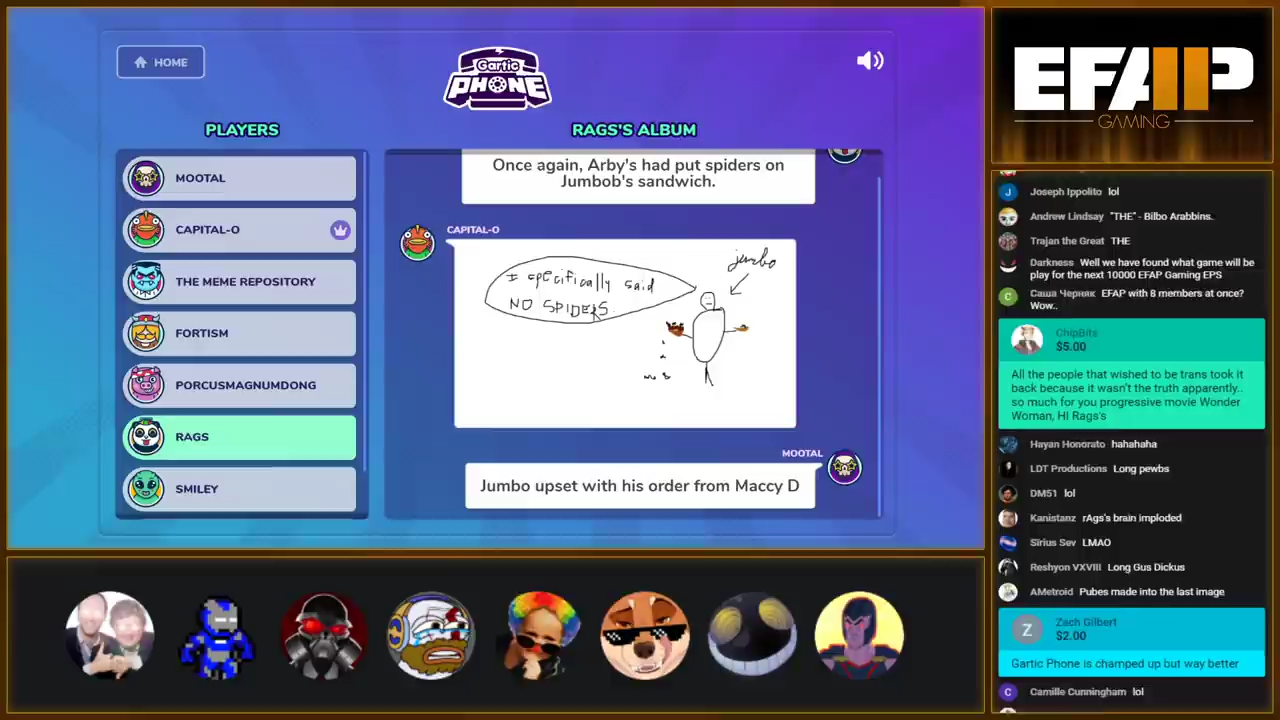 HOME
Gartic
PHONE
PLAYERS
RAGS'S ALBUM
MOOTAL
CAPITAL-O
THE MEME REPOSITORY
FORTISM
PORCUSMAGNUMDONG
RAGS
SMILEY
Once again, Arby's had put spiders on
Jumbob's sandwich.
CAPITAL-O
I specifically said
NO SPIDERS
jumbo
MOOTAL
Jumbo upset with his order from Maccy D
EFAP
GAMING
Joseph Ippolito lol
Andrew Lindsay "THE" - Bilbo Arabbins..
Trajan the Great THE
Darkness Well we have found what game will be
play for the next 10000 EFAP Gaming EPS
Саша Черняк EFAP with 8 members at once?
Wow..
ChipBits
$5.00
All the people that wished to be trans took it
back because it wasn't the truth apparently..
so much for you progressive movie Wonder
Woman, HI Rags's
Hayan Honorato hahahaha
LDT Productions Long pewbs
DM51 lol
Kanistanz rAgs's brain imploded
Sïrius Sev LMAO
Reshyon VXVIII Long Gus Dickus
AMetroid Pubes made into the last image
Z
Zach Gilbert
$2.00
Gartic Phone is champed up but way better
Camille Cunningham lol